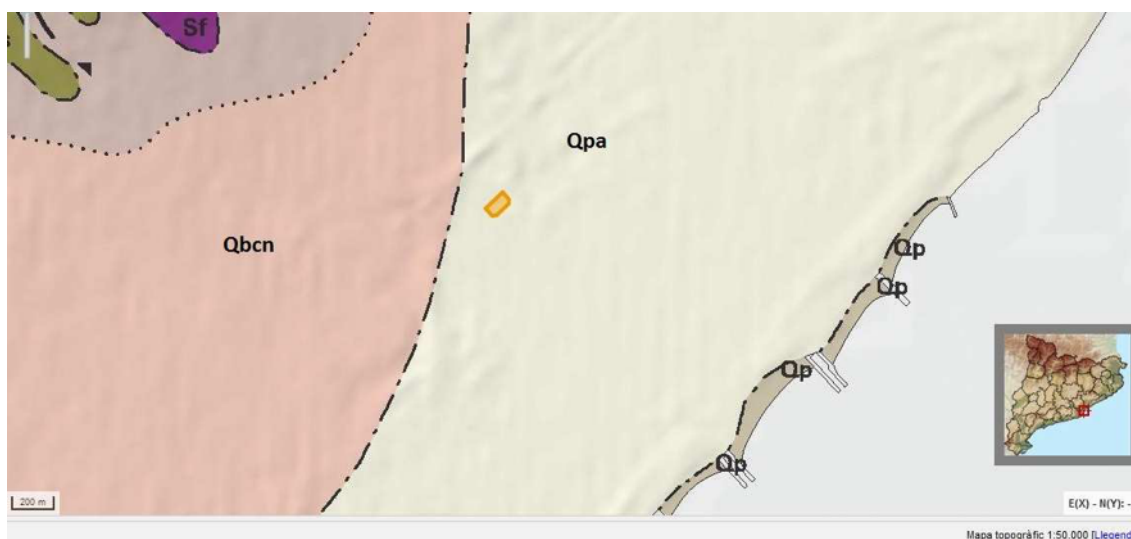 Sf
Qpa
Qbcn
Qp
Qp
Qp
Qp
200 m
E(X) - N(Y): -
Mapa topogràfic 1:50.000 [Llegend